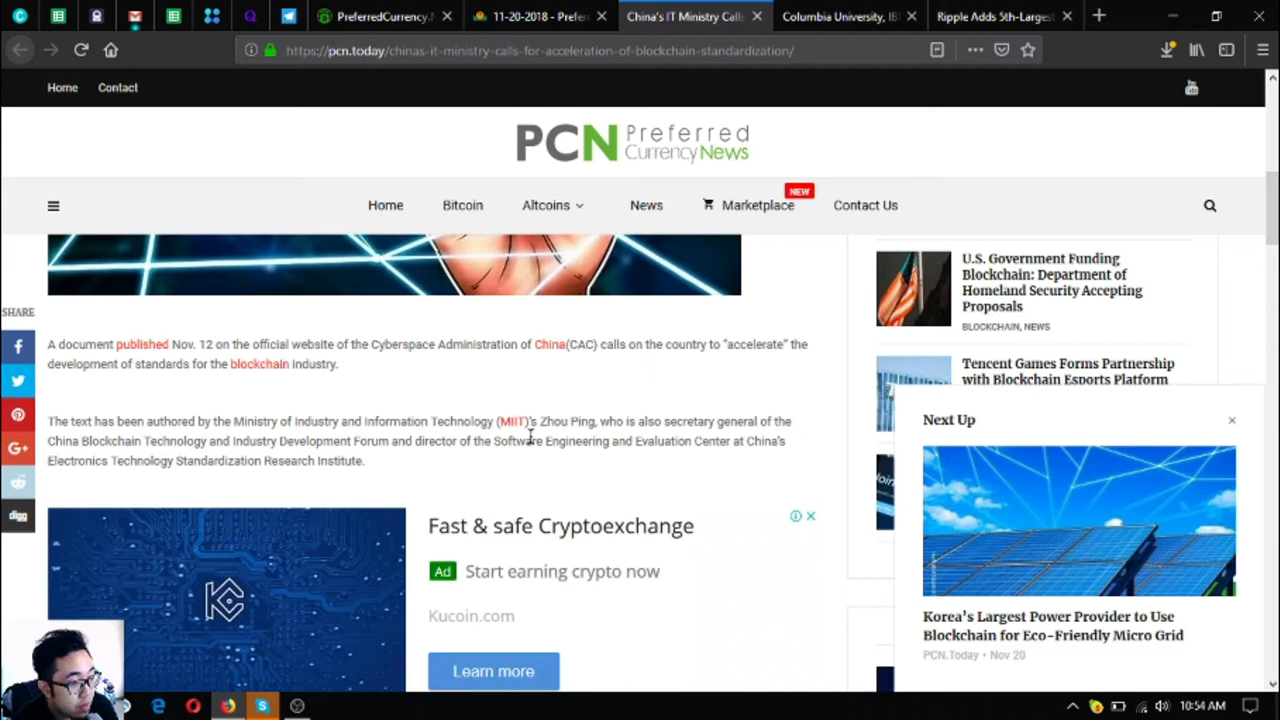 PreferredCurrency.N
11-20-2018 - Prefer
China's IT Ministry Calls
Columbia University, IB
Ripple Adds 5th-Largest
https://pcn.today/chinas-it-ministry-calls-for-acceleration-of-blockchain-standardization/
Home Contact
PCN Preferred
CurrencyNews
NEW
Home Bitcoin Altcoins News Marketplace Contact Us
SHARE
A document published Nov. 12 on the official website of the Cyberspace Administration of China(CAC) calls on the country to “accelerate” the
development of standards for the blockchain industry.
The text has been authored by the Ministry of Industry and Information Technology (MIIT)’s Zhou Ping, who is also secretary general of the
China Blockchain Technology and Industry Development Forum and director of the Software Engineering and Evaluation Center at China’s
Electronics Technology Standardization Research Institute.
digg
Fast & safe Cryptoexchange
Ad Start earning crypto now
Kucoin.com
Learn more
U.S. Government Funding
Blockchain: Department of
Homeland Security Accepting
Proposals
BLOCKCHAIN, NEWS
Tencent Games Forms Partnership
with Blockchain Esports Platform
Next Up
Korea’s Largest Power Provider to Use
Blockchain for Eco-Friendly Micro Grid
PCN.Today • Nov 20
10:54 AM